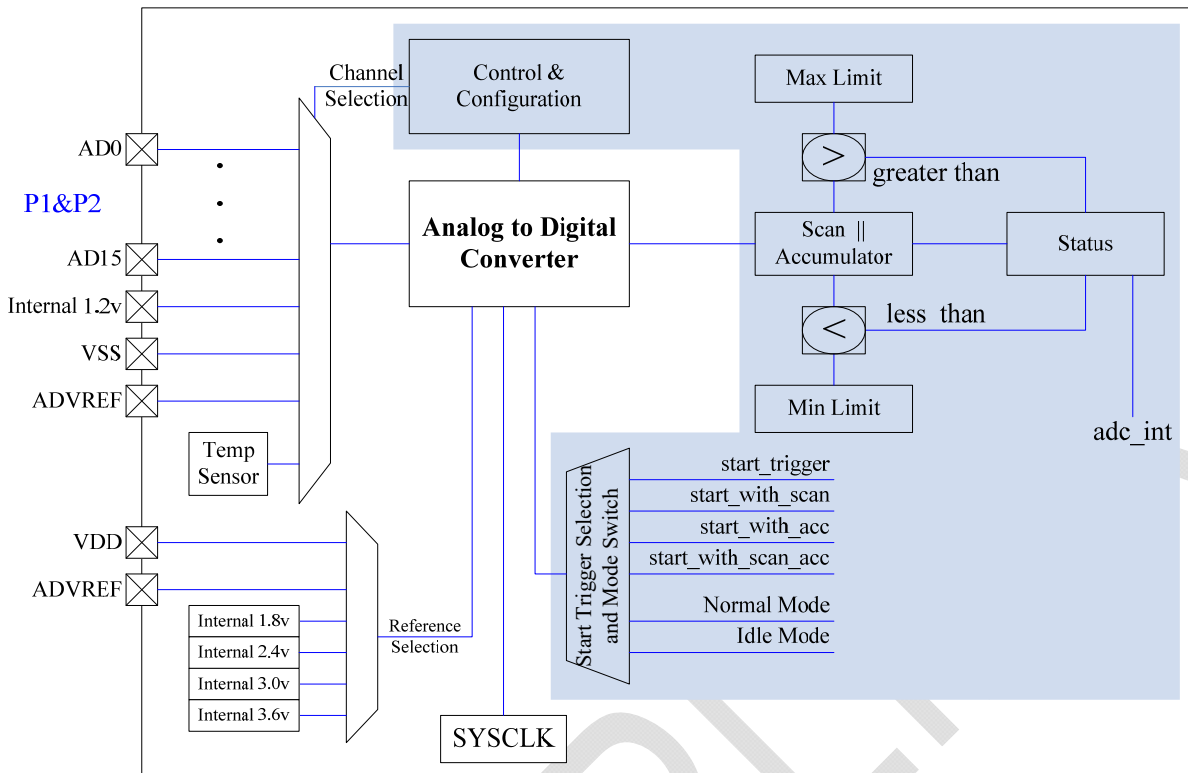 Channel
Selection
Control &
Configuration
Max Limit
AD0
>
greater than
P1&P2
Analog to Digital
Converter
Scan ||
Accumulator
Status
AD15
Internal 1.2v
<
less than
VSS
ADVREF
Min Limit
adc_int
Temp
Sensor
Start Trigger Selection
and Mode Switch
start_trigger
start_with_scan
start_with_acc
start_with_scan_acc
Normal Mode
Idle Mode
VDD
ADVREF
Internal 1.8v
Internal 2.4v
Internal 3.0v
Internal 3.6v
Reference
Selection
SYSCLK